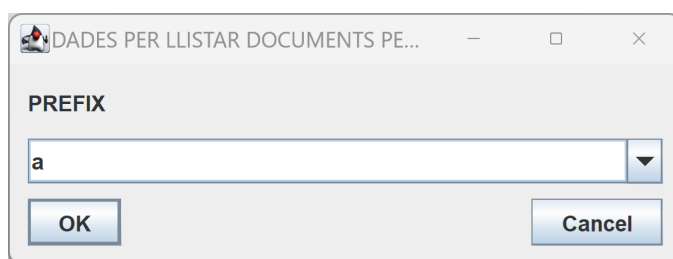 DADES PER LLISTAR DOCUMENTS PE...
PREFIX
a
OK
Cancel